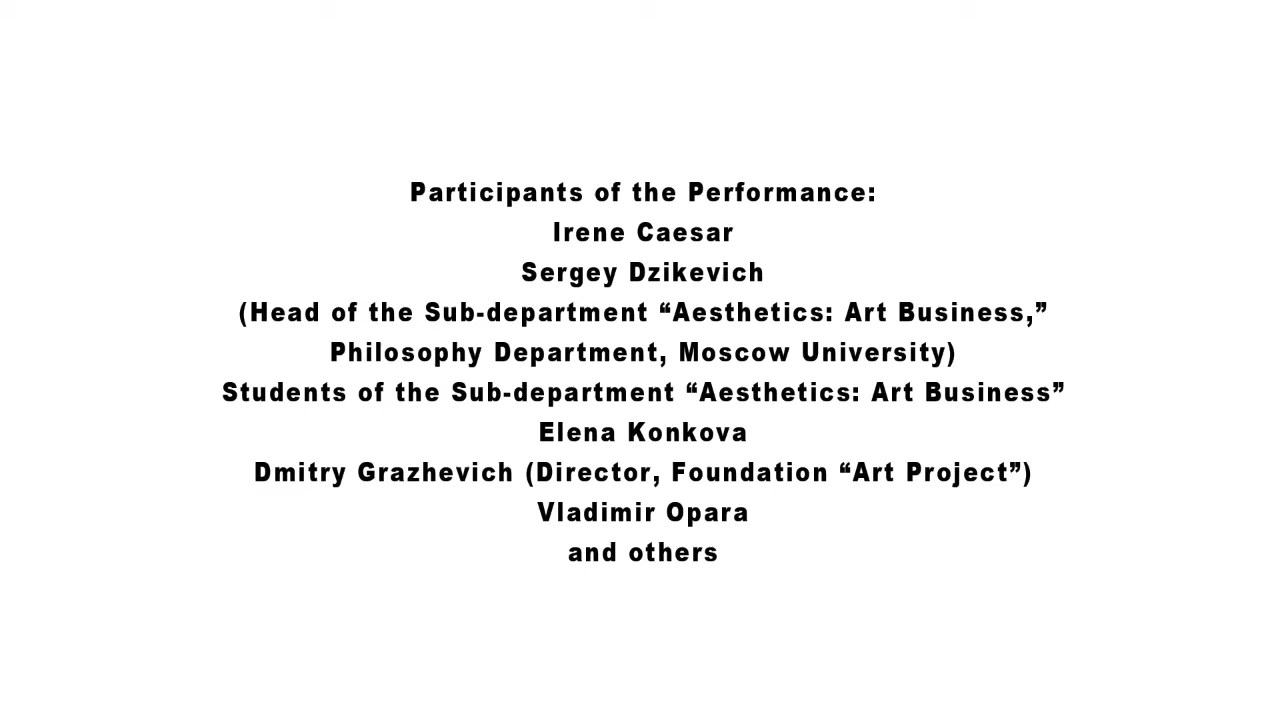 Participants of the Performance:
Irene Caesar
Sergey Dzikevich
(Head of the Sub-department “Aesthetics: Art Business,”
Philosophy Department, Moscow University)
Students of the Sub-department “Aesthetics: Art Business”
Elena Konkova
Dmitry Grazhevich (Director, Foundation “Art Project”)
Vladimir Opara
and others